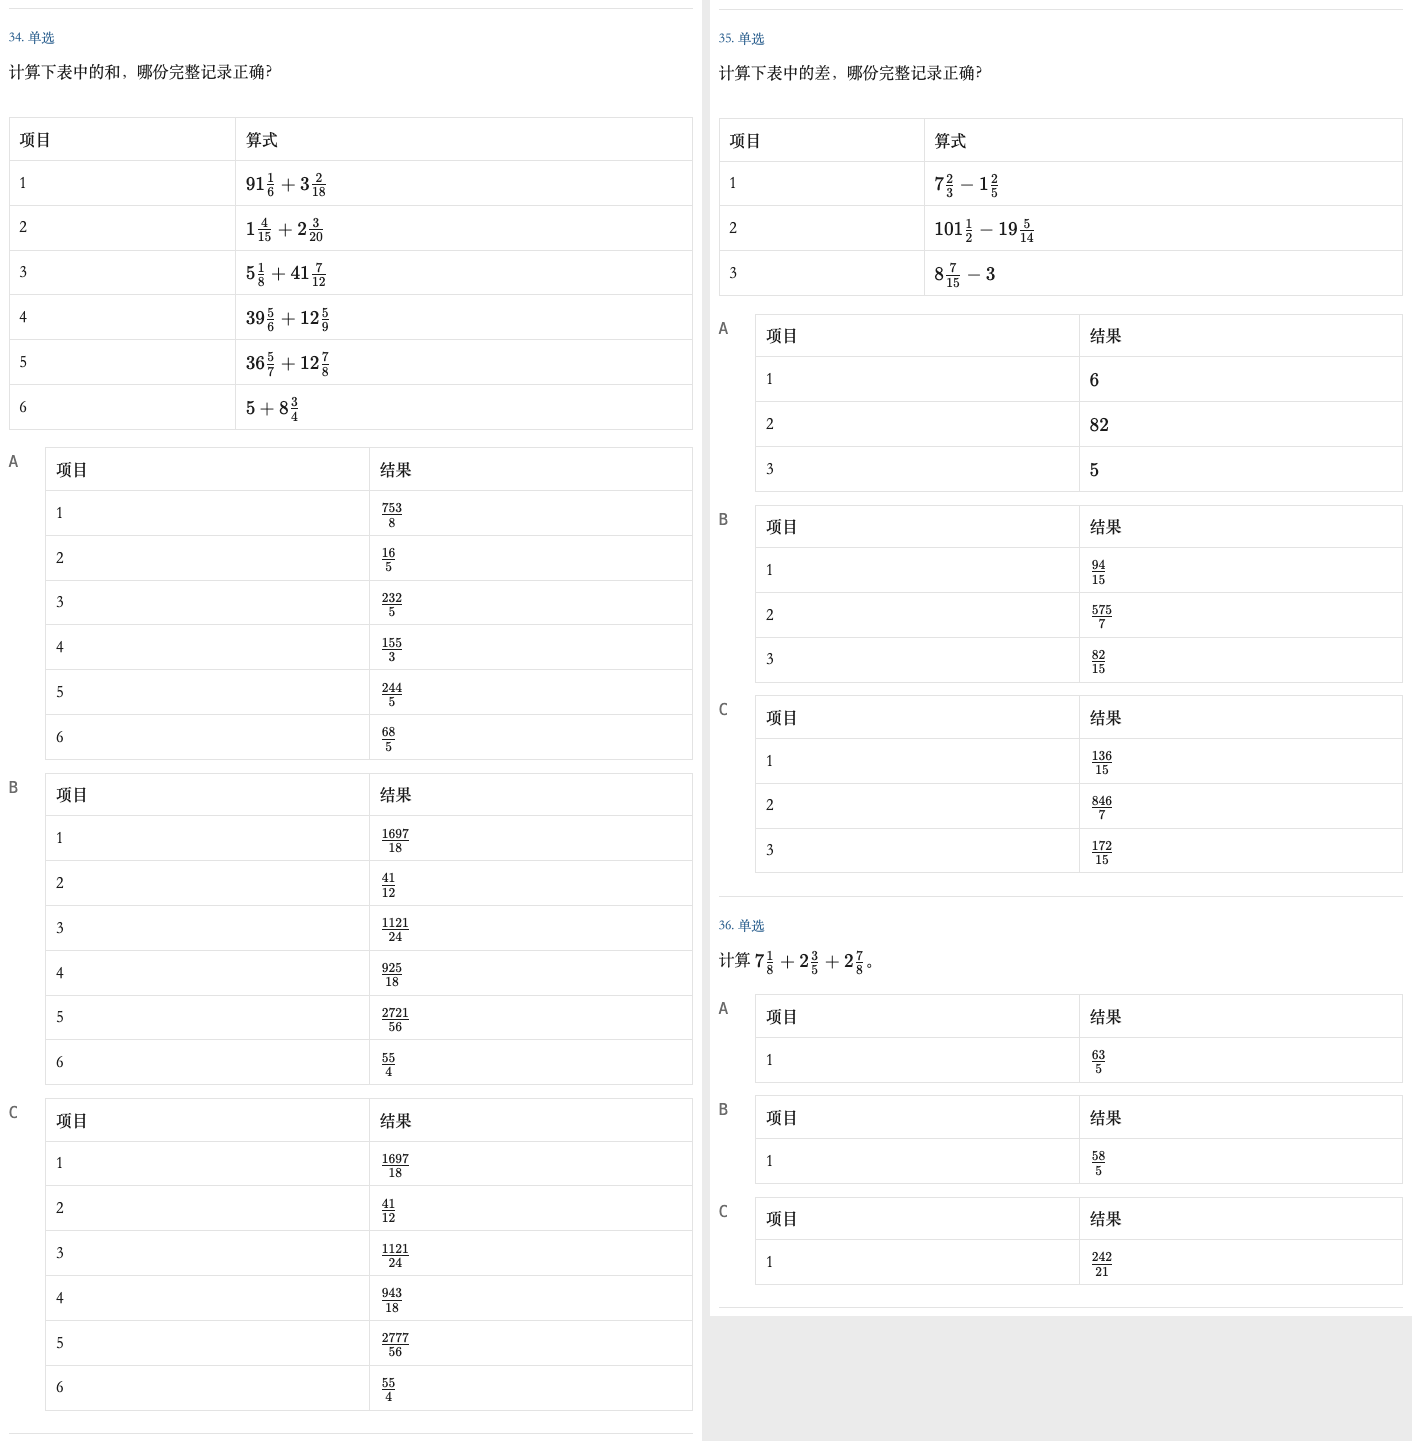 34. 单选
计算下表中的和，哪份完整记录正确?
项目 算式
1 91 1/6 + 3 2/18
2 1 4/15 + 2 3/20
3 5 1/8 + 41 7/12
4 39 5/6 + 12 5/9
5 36 5/7 + 12 7/8
6 5 + 8 3/4
A
项目 结果
1 753/8
2 16/5
3 232/5
4 155/3
5 244/5
6 68/5
B
项目 结果
1 1697/18
2 41/12
3 1121/24
4 925/18
5 2721/56
6 55/4
C
项目 结果
1 1697/18
2 41/12
3 1121/24
4 943/18
5 2777/56
6 55/4
35. 单选
计算下表中的差，哪份完整记录正确?
项目 算式
1 7 2/3 − 1 2/5
2 101 1/2 − 19 5/14
3 8 7/15 − 3
A
项目 结果
1 6
2 82
3 5
B
项目 结果
1 94/15
2 575/7
3 82/15
C
项目 结果
1 136/15
2 846/7
3 172/15
36. 单选
计算 7 1/8 + 2 3/5 + 2 7/8。
A
项目 结果
1 63/5
B
项目 结果
1 58/5
C
项目 结果
1 242/21